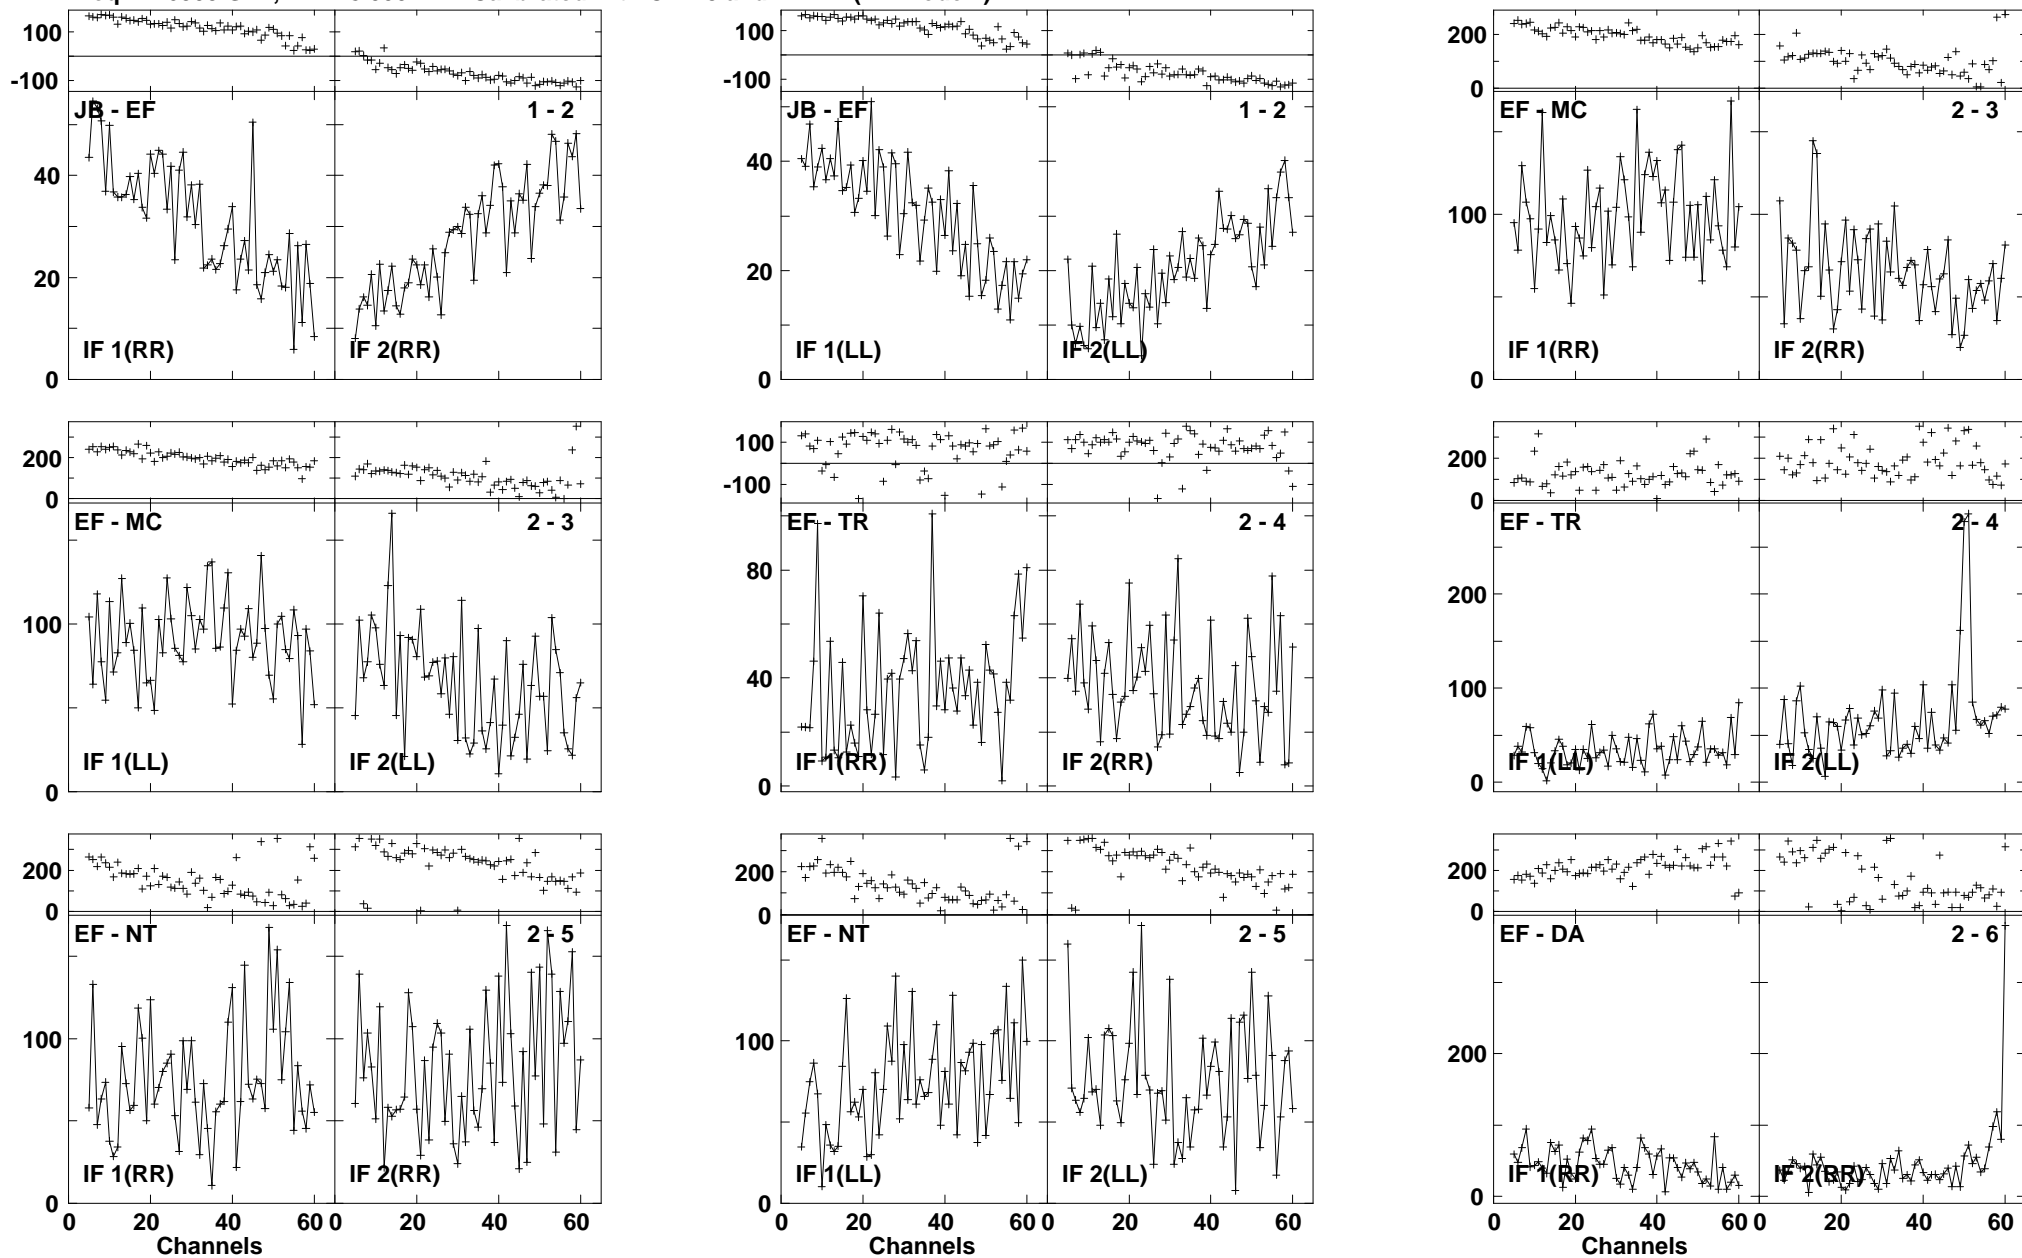 100
-100
JB - EF
1 - 2
40
20
0
IF 1(RR)
IF 2(RR)
100
-100
JB - EF
1 - 2
40
20
0
IF 1(LL)
IF 2(LL)
200
0
EF - MC
2 - 3
100
0
IF 1(RR)
IF 2(RR)
200
0
EF - MC
2 - 3
100
0
IF 1(LL)
IF 2(LL)
100
-100
EF - TR
2 - 4
80
40
0
IF 1(RR)
IF 2(RR)
200
0
EF - TR
2 - 4
200
100
0
IF 1(LL)
IF 2(LL)
200
0
EF - NT
2 - 5
100
0
IF 1(RR)
IF 2(RR)
0 20 40 60 0 20 40 60
Channels
200
0
EF - NT
2 - 5
100
0
IF 1(LL)
IF 2(LL)
0 20 40 60 0 20 40 60
Channels
200
0
EF - DA
2 - 6
200
0
IF 1(RR)
IF 2(RR)
0 20 40 60 0 20 40 60
Channels